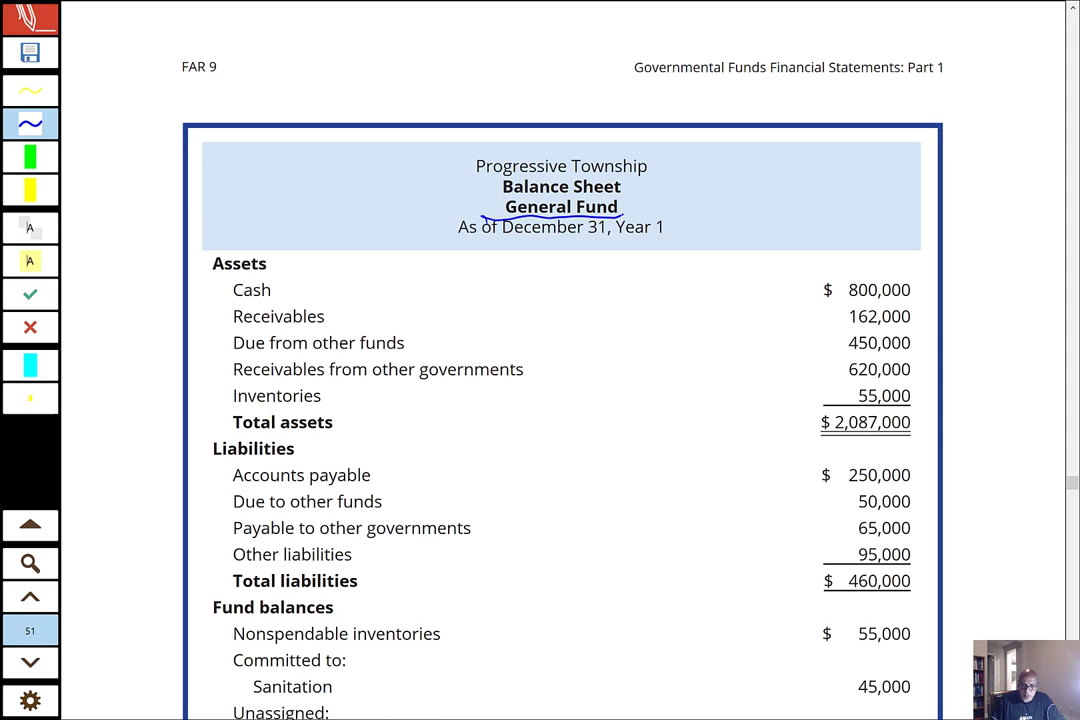 FAR 9
Governmental Funds Financial Statements: Part 1
Progressive Township
Balance Sheet
General Fund
As of December 31, Year 1
Assets
Cash $ 800,000
Receivables 162,000
Due from other funds 450,000
Receivables from other governments 620,000
Inventories 55,000
Total assets $ 2,087,000
Liabilities
Accounts payable $ 250,000
Due to other funds 50,000
Payable to other governments 65,000
Other liabilities 95,000
Total liabilities $ 460,000
Fund balances
Nonspendable inventories $ 55,000
Committed to:
Sanitation 45,000
Unassigned:
A
A
51